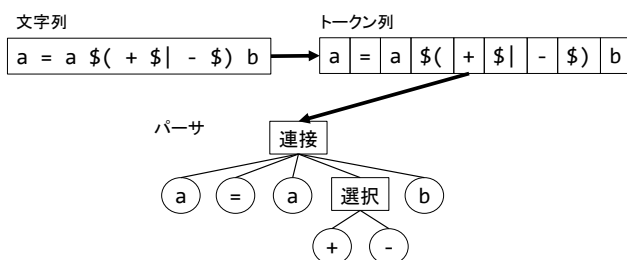 文字列
a = a $( + $| - $) b
トークン列
a = a $( + $| - $) b
パーサ
連接
a = a 選択 b
+ -